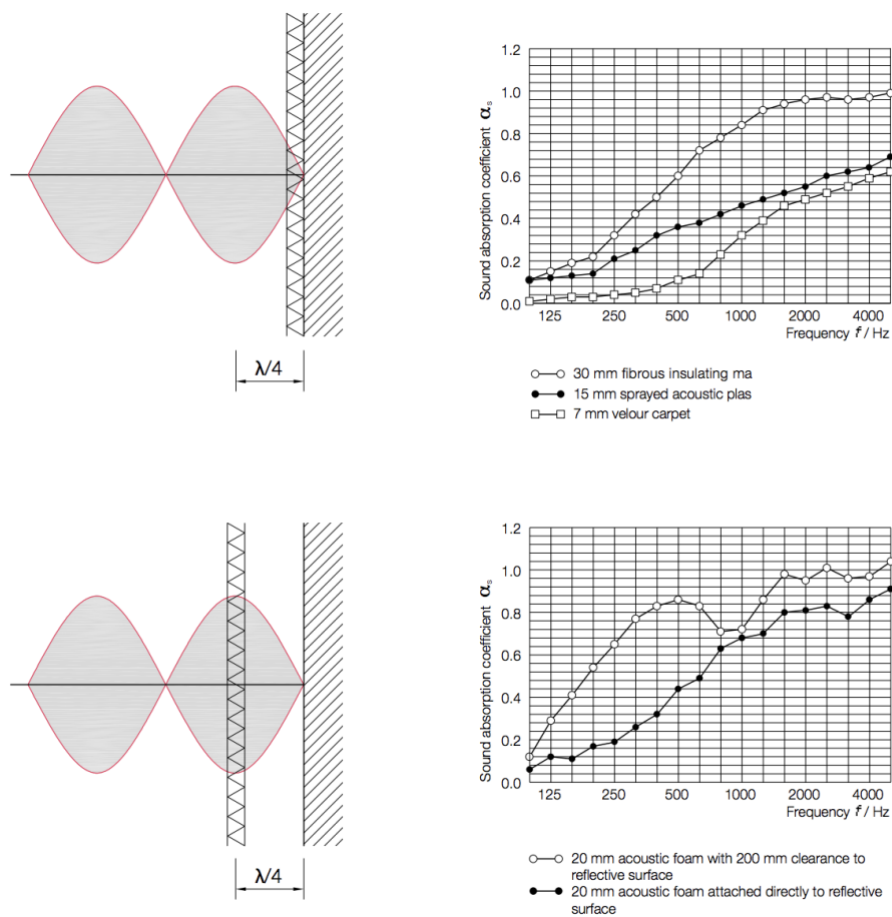 λ/4
1.2
1.0
0.8
0.6
0.4
0.2
0.0
Sound absorption coefficient αs
125 250 500 1000 2000 4000
Frequency f / Hz
30 mm fibrous insulating ma
15 mm sprayed acoustic plas
7 mm velour carpet
λ/4
1.2
1.0
0.8
0.6
0.4
0.2
0.0
Sound absorption coefficient αs
125 250 500 1000 2000 4000
Frequency f / Hz
20 mm acoustic foam with 200 mm clearance to
reflective surface
20 mm acoustic foam attached directly to reflective
surface